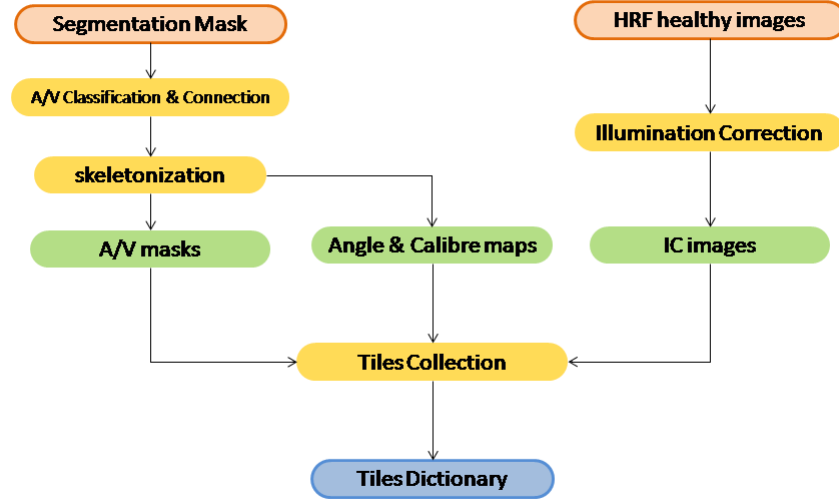 Segmentation Mask
HRF healthy images
A/V Classification & Connection
Illumination Correction
skeletonization
A/V masks
Angle & Calibre maps
IC images
Tiles Collection
Tiles Dictionary